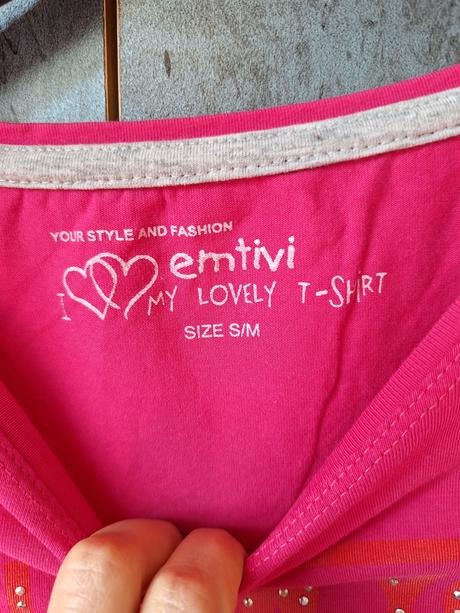 YOUR STYLE AND FASHION
emtivi
I MY LOVELY T-SHiRT
SIZE S/M